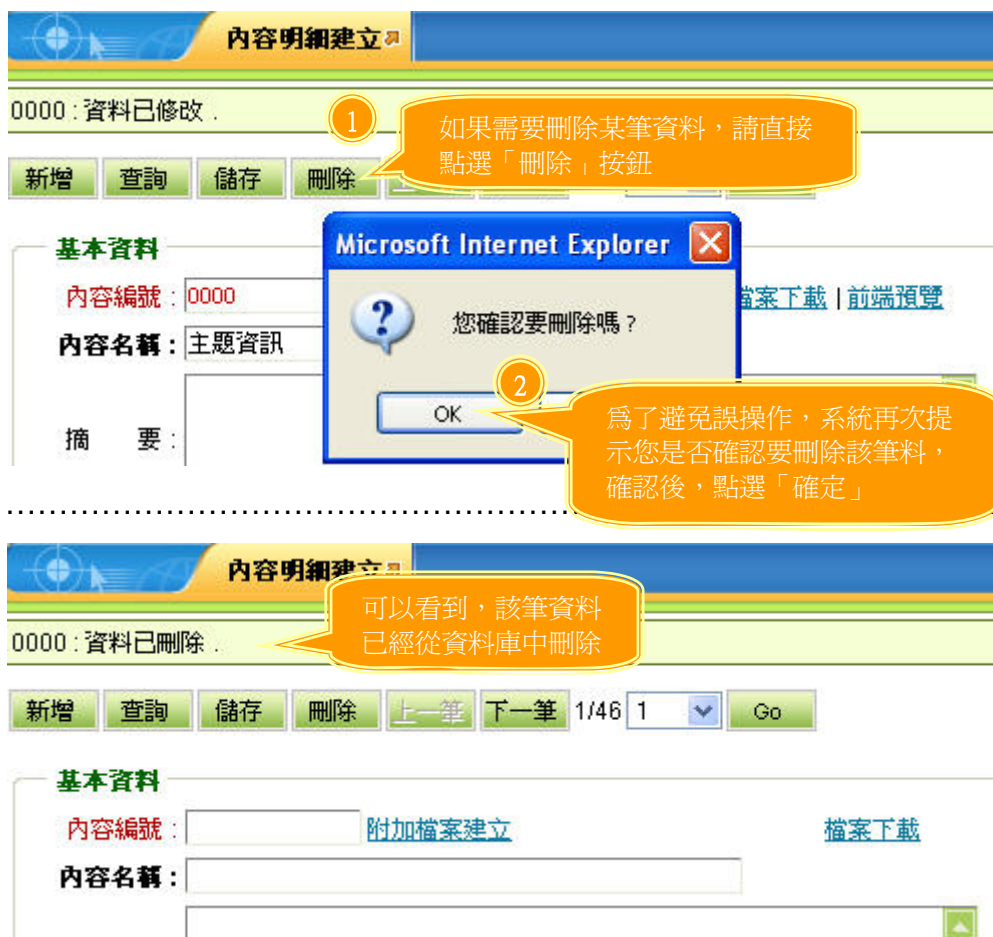 內容明細建立
0000 : 資料已修改 .
1
如果需要刪除某筆資料，請直接
點選「刪除」按鈕
新增 查詢 儲存 刪除
Microsoft Internet Explorer
基本資料
內容編號 : 0000
檔案下載 | 前端預覽
您確認要刪除嗎 ?
內容名稱 : 主題資訊
2
OK
為了避免誤操作，系統再次提
示您是否確認要刪除該筆料，
確認後，點選「確定」
摘 要 :
內容明細建立
可以看到，該筆資料
已經從資料庫中刪除
0000 : 資料已刪除 .
新增 查詢 儲存 刪除 上一筆 下一筆 1/46 1 Go
基本資料
內容編號 : 附加檔案建立 檔案下載
內容名稱 :